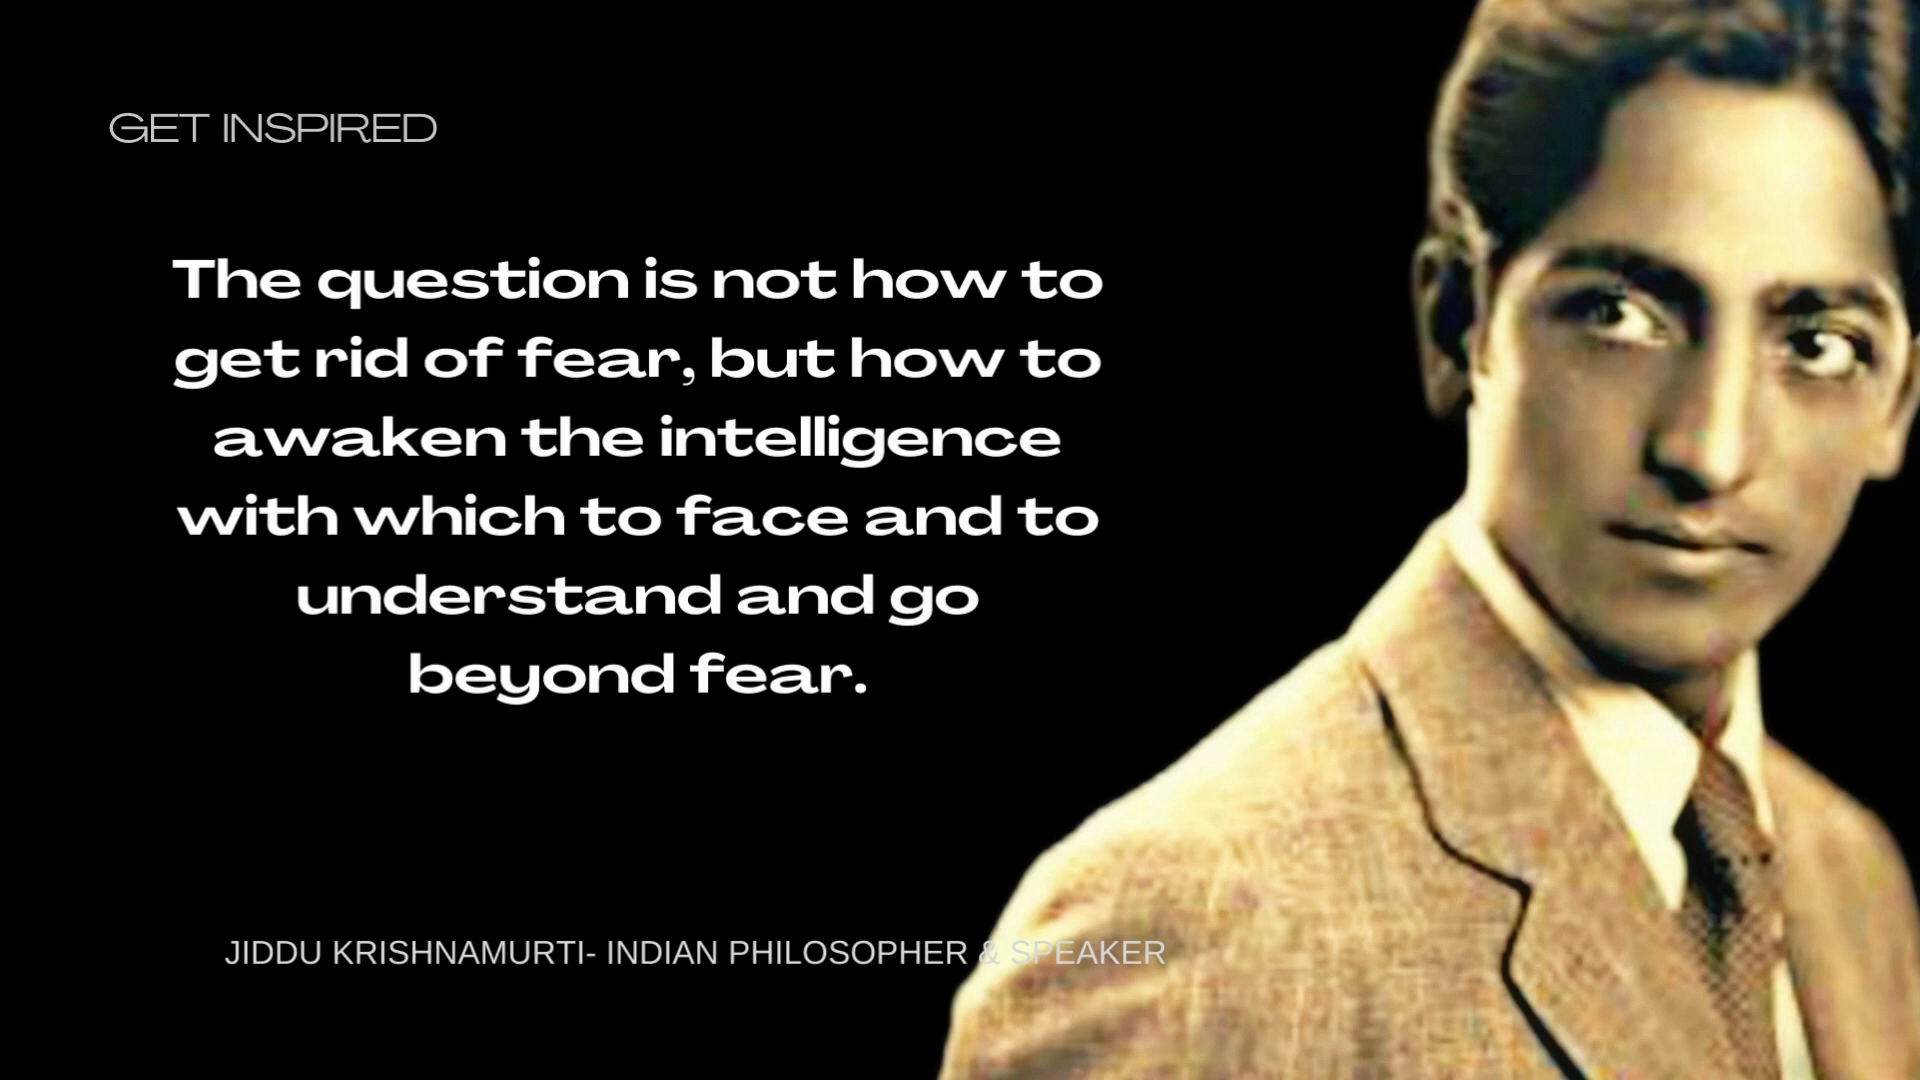 GET INSPIRED
The question is not how to
get rid of fear, but how to
awaken the intelligence
with which to face and to
understand and go
beyond fear.
JIDDU KRISHNAMURTI- INDIAN PHILOSOPHER & SPEAKER